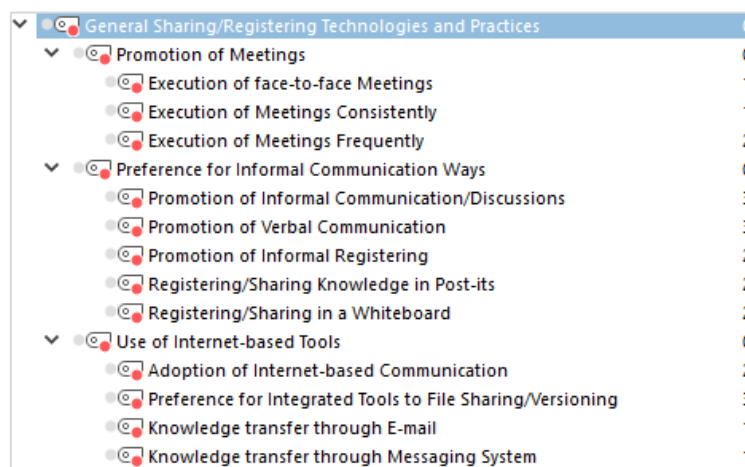 General Sharing/Registering Technologies and Practices
Promotion of Meetings
Execution of face-to-face Meetings
Execution of Meetings Consistently
Execution of Meetings Frequently
Preference for Informal Communication Ways
Promotion of Informal Communication/Discussions
Promotion of Verbal Communication
Promotion of Informal Registering
Registering/Sharing Knowledge in Post-its
Registering/Sharing in a Whiteboard
Use of Internet-based Tools
Adoption of Internet-based Communication
Preference for Integrated Tools to File Sharing/Versioning
Knowledge transfer through E-mail
Knowledge transfer through Messaging System